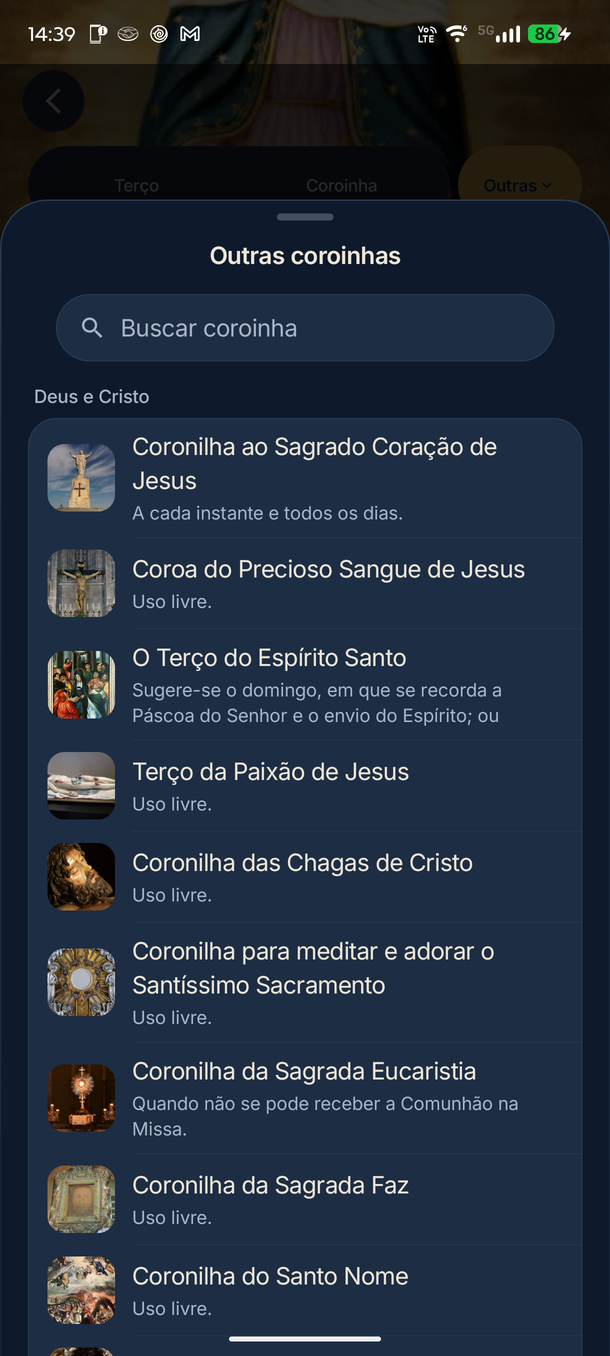 14:39
Vo LTE
6
5G
86
Terço
Coroinha
Outras
Outras coroinhas
Buscar coroinha
Deus e Cristo
Coronilha ao Sagrado Coração de
Jesus
A cada instante e todos os dias.
Coroa do Precioso Sangue de Jesus
Uso livre.
O Terço do Espírito Santo
Sugere-se o domingo, em que se recorda a
Páscoa do Senhor e o envio do Espírito; ou
Terço da Paixão de Jesus
Uso livre.
Coronilha das Chagas de Cristo
Uso livre.
Coronilha para meditar e adorar o
Santíssimo Sacramento
Uso livre.
Coronilha da Sagrada Eucaristia
Quando não se pode receber a Comunhão na
Missa.
Coronilha da Sagrada Faz
Uso livre.
Coronilha do Santo Nome
Uso livre.